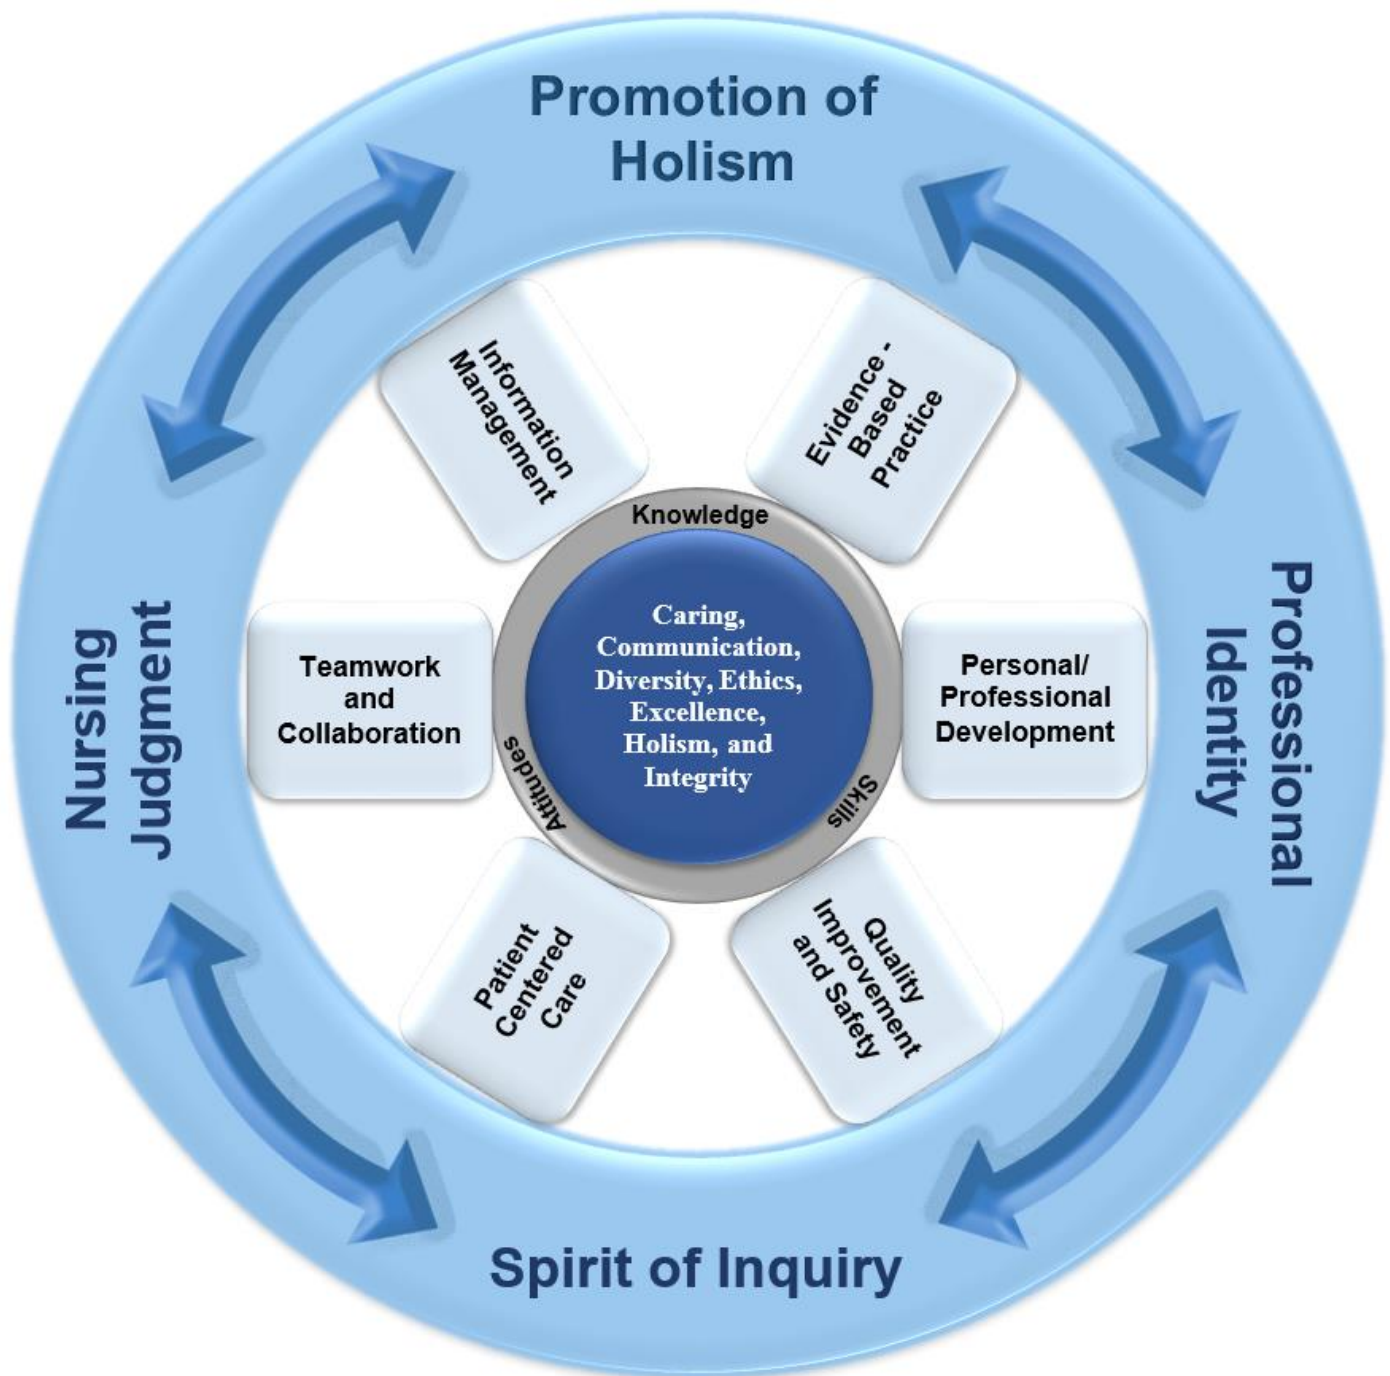 Promotion of
Holism
Information
Management
Evidence -
Based
Practice
Knowledge
Caring,
Communication,
Diversity, Ethics,
Excellence,
Holism, and
Integrity
Nursing
Judgment
Teamwork
and
Collaboration
Personal/
Professional
Development
Professional
Identity
Attitudes
Skills
Patient
Centered
Care
Quality
Improvement
and Safety
Spirit of Inquiry